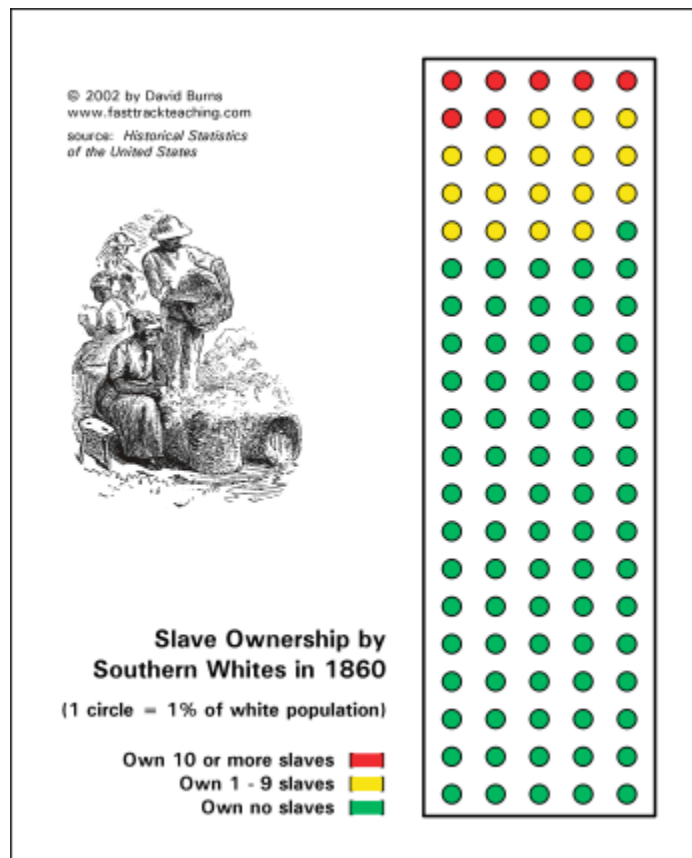 © 2002 by David Burns
www.fasttrackteaching.com
source: Historical Statistics
of the United States
Slave Ownership by
Southern Whites in 1860
(1 circle = 1% of white population)
Own 10 or more slaves
Own 1 - 9 slaves
Own no slaves